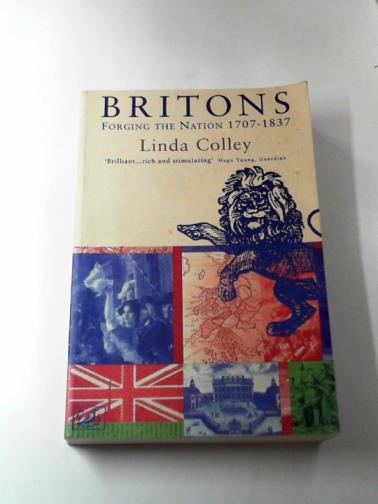 BRITONS
FORGING THE NATION 1707-1837
Linda Colley
'Brilliant...rich and stimulating' Hugo Young, Guardian